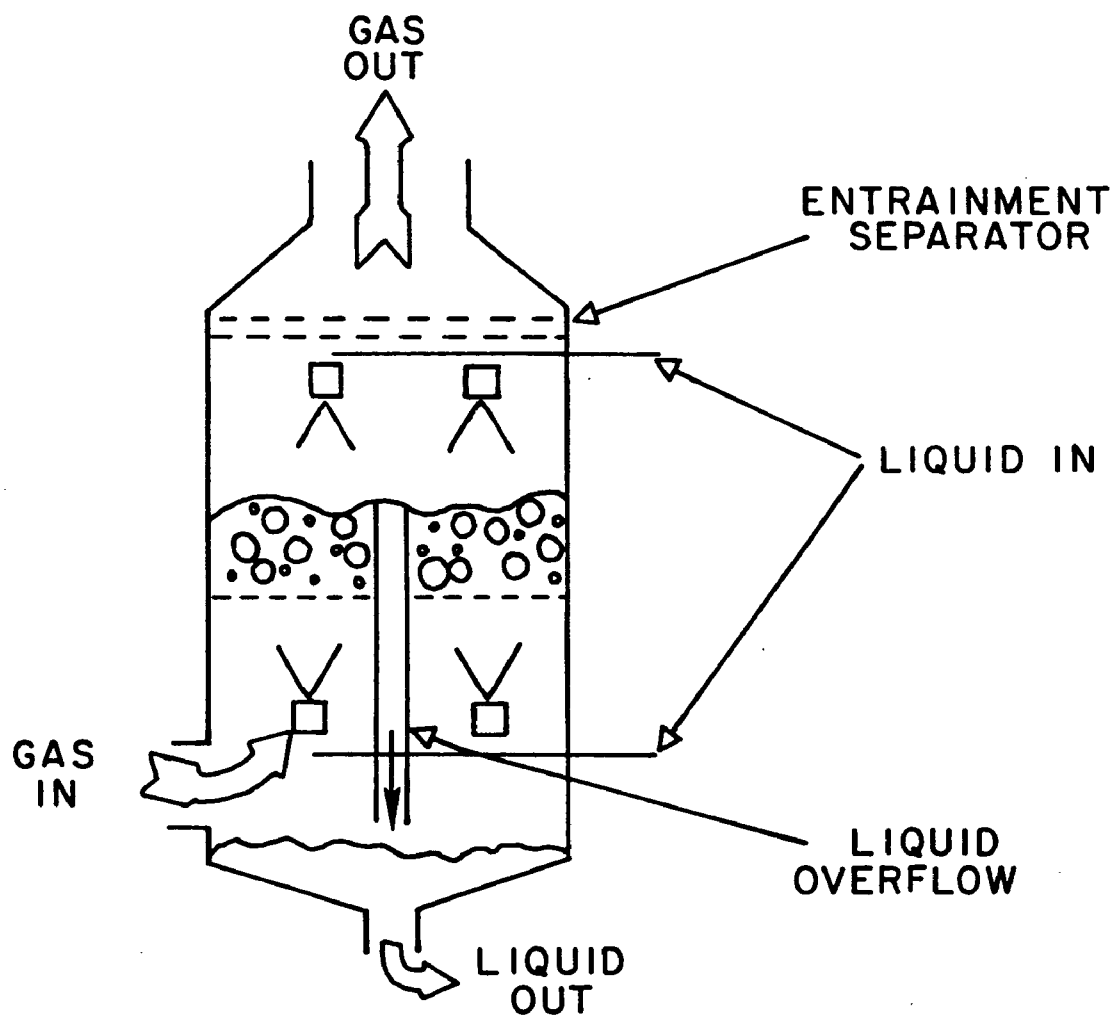 GAS
OUT
ENTRAINMENT
SEPARATOR
LIQUID IN
GAS
IN
LIQUID
OVERFLOW
LIQUID
OUT